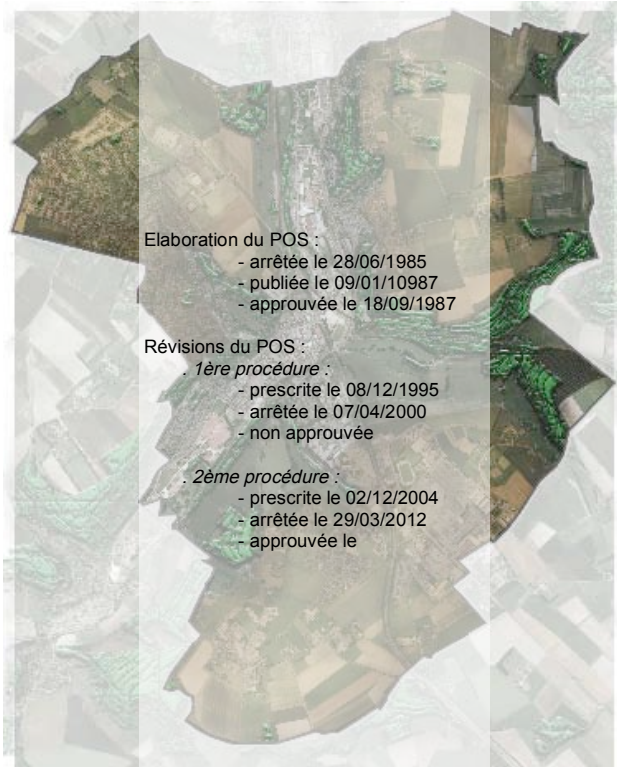 Elaboration du POS :
- arrêtée le 28/06/1985
- publiée le 09/01/10987
- approuvée le 18/09/1987
Révisions du POS :
. 1ère procédure :
- prescrite le 08/12/1995
- arrêtée le 07/04/2000
- non approuvée
. 2ème procédure :
- prescrite le 02/12/2004
- arrêtée le 29/03/2012
- approuvée le